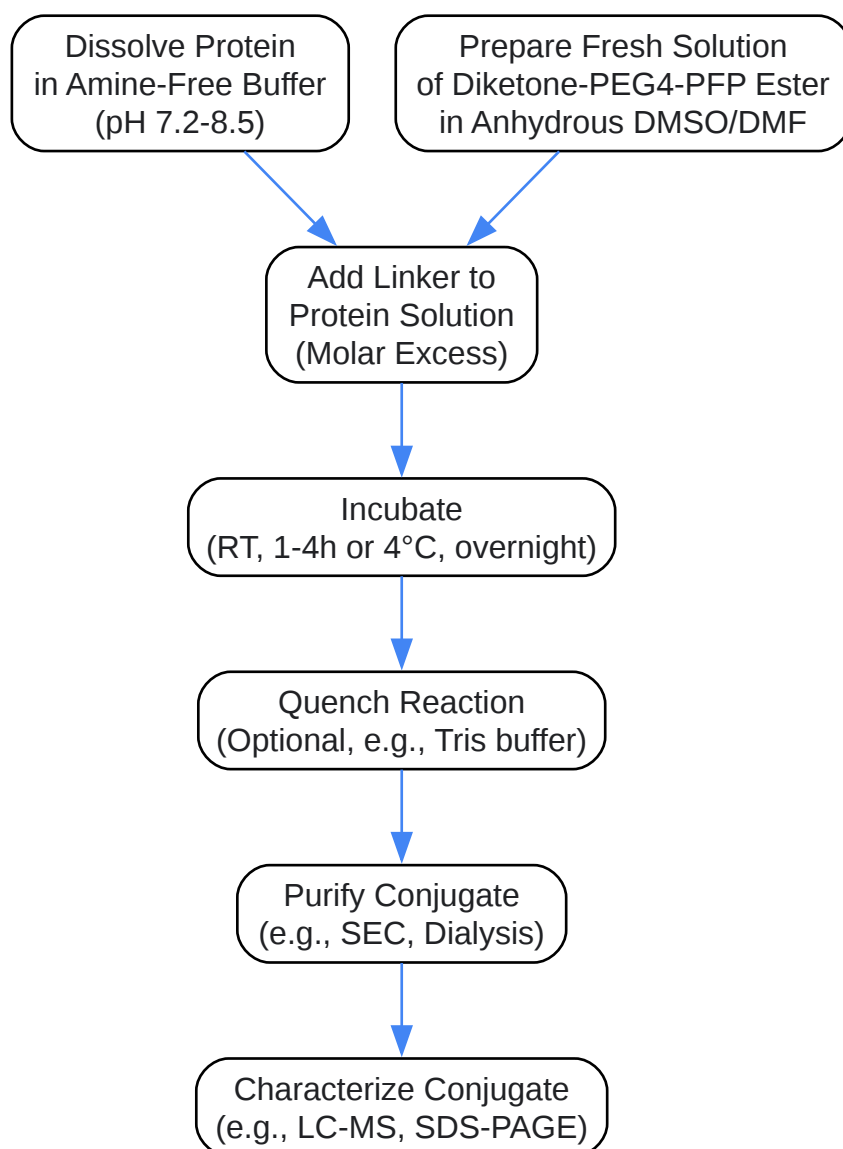 Dissolve Protein
in Amine-Free Buffer
(pH 7.2-8.5)
Prepare Fresh Solution
of Diketone-PEG4-PFP Ester
in Anhydrous DMSO/DMF
Add Linker to
Protein Solution
(Molar Excess)
Incubate
(RT, 1-4h or 4°C, overnight)
Quench Reaction
(Optional, e.g., Tris buffer)
Purify Conjugate
(e.g., SEC, Dialysis)
Characterize Conjugate
(e.g., LC-MS, SDS-PAGE)